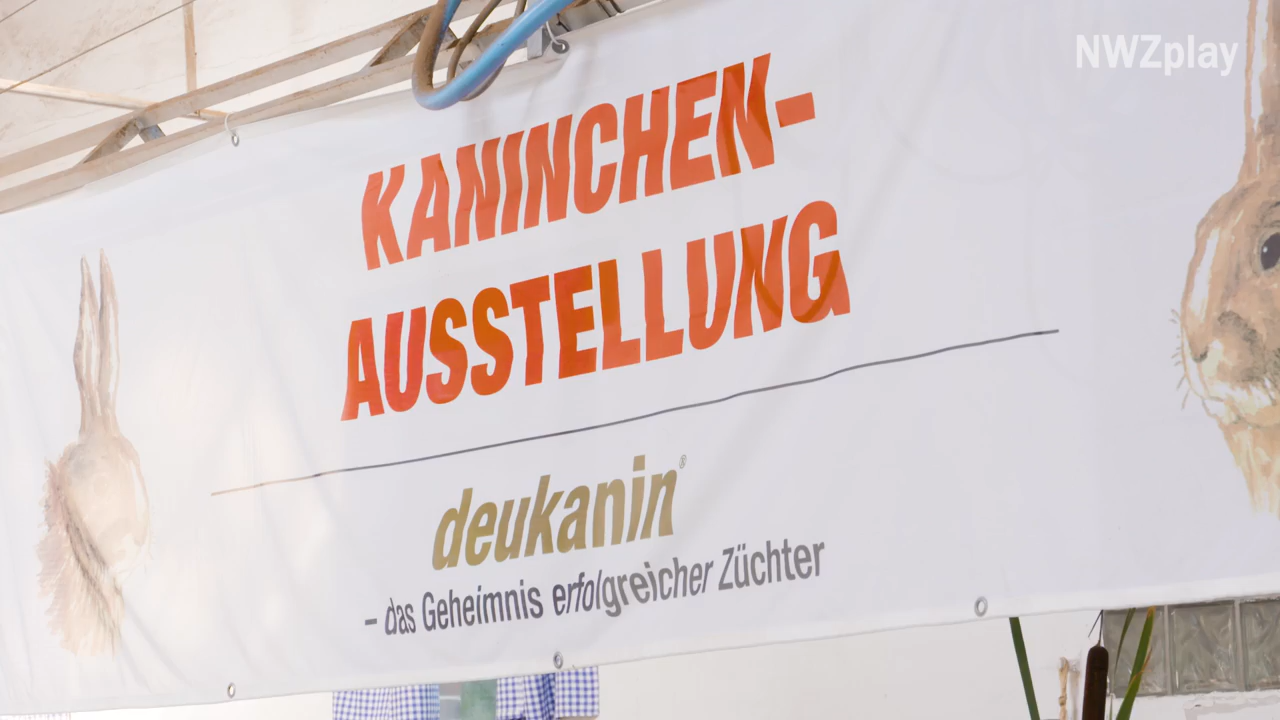 NWZplay
KANINCHEN-
AUSSTELLUNG
deukanin®
– das Geheimnis erfolgreicher Züchter